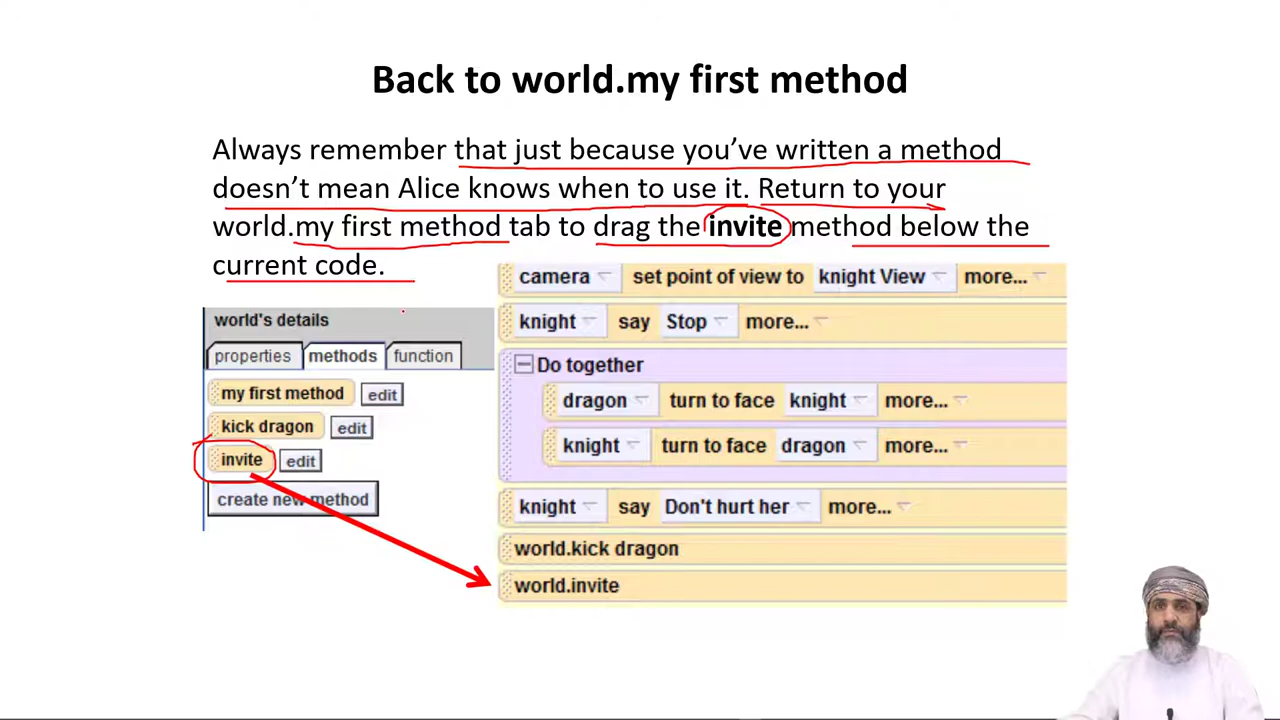 Back to world.my first method
Always remember that just because you’ve written a method
doesn’t mean Alice knows when to use it. Return to your
world.my first method tab to drag the invite method below the
current code.
world's details
properties methods function
my first method edit
kick dragon edit
invite edit
create new method
camera set point of view to knight View more...
knight say Stop more...
Do together
dragon turn to face knight more...
knight turn to face dragon more...
knight say Don't hurt her more...
world.kick dragon
world.invite